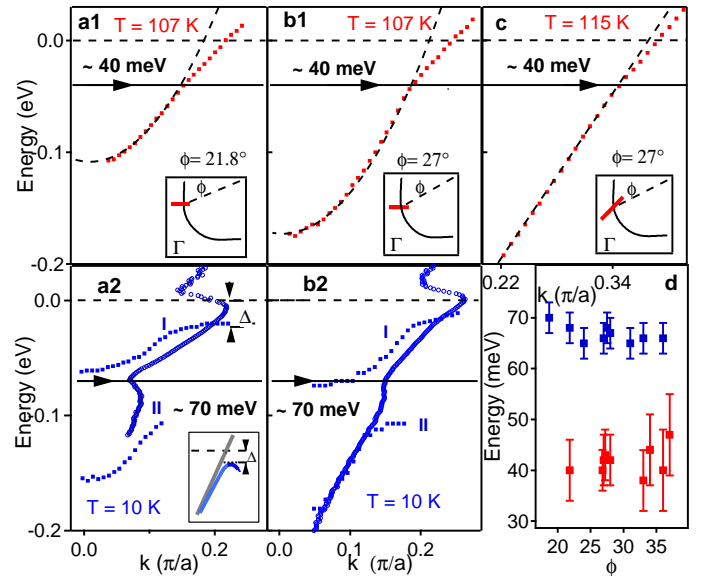 a1
T = 107 K
b1
T = 107 K
c
T = 115 K
0.0
~ 40 meV
~ 40 meV
~ 40 meV
Energy (eV)
-0.1
ϕ= 21.8°
ϕ= 27°
ϕ= 27°
ϕ
ϕ
ϕ
Γ
Γ
Γ
-0.2
0.22
0.34
k (π/a)
a2
b2
d
0.0
I
Δ
I
70
60
50
40
30
Energy (meV)
~ 70 meV
~ 70 meV
Energy (eV)
-0.1
II
II
Δ
T = 10 K
T = 10 K
-0.2
0.0
0.2
0.0
0.1
0.2
20
25
30
35
k (π/a)
k (π/a)
ϕ